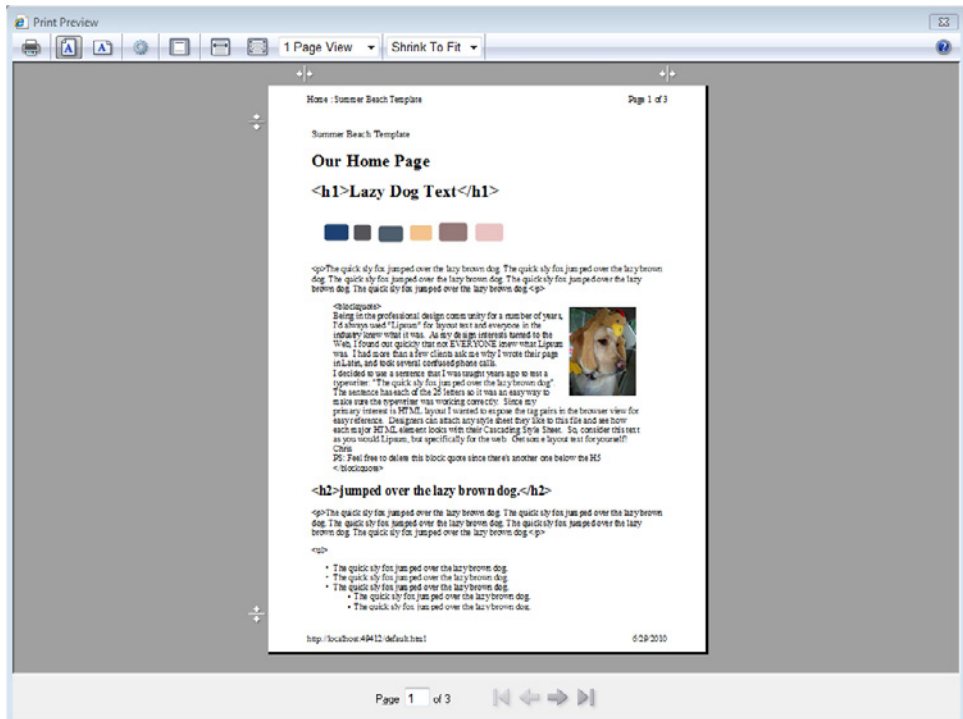 Print Preview
1 Page View
Shrink To Fit
Home : Summer Beach Template
Page 1 of 3
Summer Beach Template
Our Home Page
<h1>Lazy Dog Text</h1>
<p>The quick sly fox jumped over the lazy brown dog. The quick sly fox jumped over the lazy brown
dog. The quick sly fox jumped over the lazy brown dog. The quick sly fox jumped over the lazy
brown dog. The quick sly fox jumped over the lazy brown dog.<p>
<blockquote>
Being in the professional design community for a number of years,
I'd always used "Lipsum" for layout text and everyone in the
industry knew what it was. As my design interests turned to the
Web, I found out quickly that not EVERYONE knew what Lipsum
was. I had more than a few clients ask me why I wrote their page
in Latin, and took several confused phone calls.
I decided to use a sentence that I was taught years ago to test a
typewriter: "The quick sly fox jumped over the lazy brown dog".
The sentence has each of the 26 letters so it was an easy way to
make sure the typewriter was working correctly. Since my
primary interest is HTML layout I wanted to expose the tag pairs in the browser view for
easy reference. Designers can attach any style sheet they like to this file and see how
each major HTML element looks with their Cascading Style Sheet. So, consider this text
as you would Lipsum, but specifically for the web. Get some layout text for yourself!
Chris
PS: Feel free to delete this block quote since there's another one below the H5
</blockquote>
<h2>jumped over the lazy brown dog.</h2>
<p>The quick sly fox jumped over the lazy brown dog. The quick sly fox jumped over the lazy brown
dog. The quick sly fox jumped over the lazy brown dog. The quick sly fox jumped over the lazy
brown dog. The quick sly fox jumped over the lazy brown dog.<p>
<ul>
• The quick sly fox jumped over the lazy brown dog.
• The quick sly fox jumped over the lazy brown dog.
• The quick sly fox jumped over the lazy brown dog.
• The quick sly fox jumped over the lazy brown dog.
• The quick sly fox jumped over the lazy brown dog.
http://localhost:49412/default.html
6/29/2010
Page 1 of 3